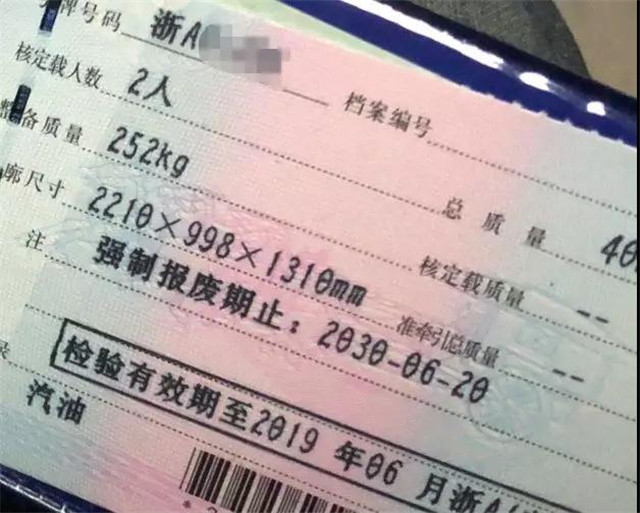 号牌号码 浙A
核定载人数 2人 档案编号
整备质量 252kg 总质量 40
廓尺寸 2210×998×1310mm 核定载质量 --
注 强制报废期止：2030-06-20 准牵引总质量 --
检验有效期至2019 年06 月浙A
录 汽油